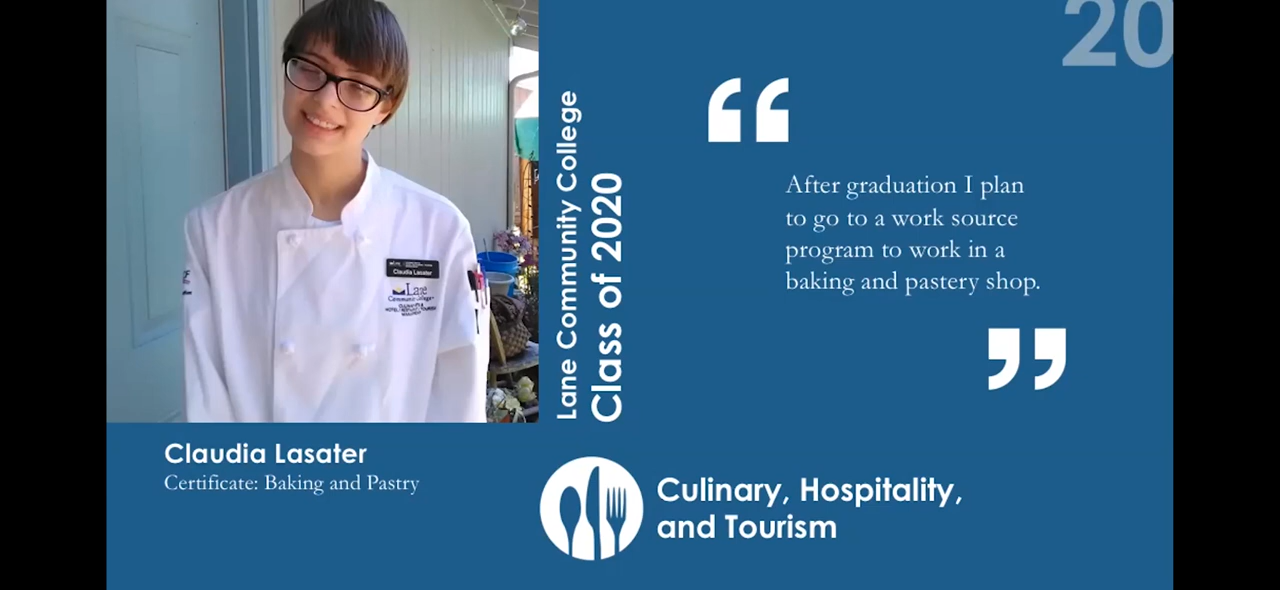 20
Lane Community College
Class of 2020
“
After graduation I plan
to go to a work source
program to work in a
baking and pastery shop.
”
Claudia Lasater
Lane
Community College
Claudia Lasater
Certificate: Baking and Pastry
Culinary, Hospitality,
and Tourism